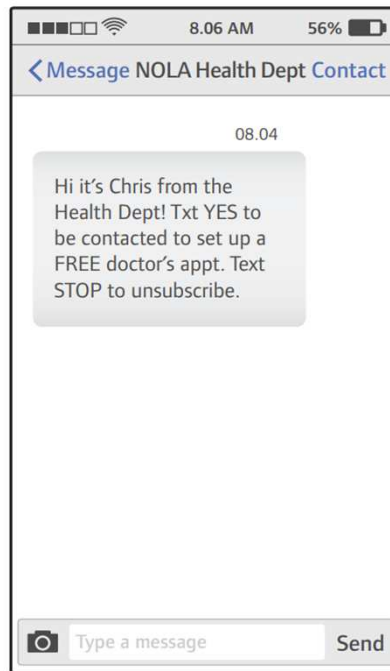 8.06 AM 56%
Message NOLA Health Dept Contact
08.04
Hi it's Chris from the
Health Dept! Txt YES to
be contacted to set up a
FREE doctor's appt. Text
STOP to unsubscribe.
Type a message Send